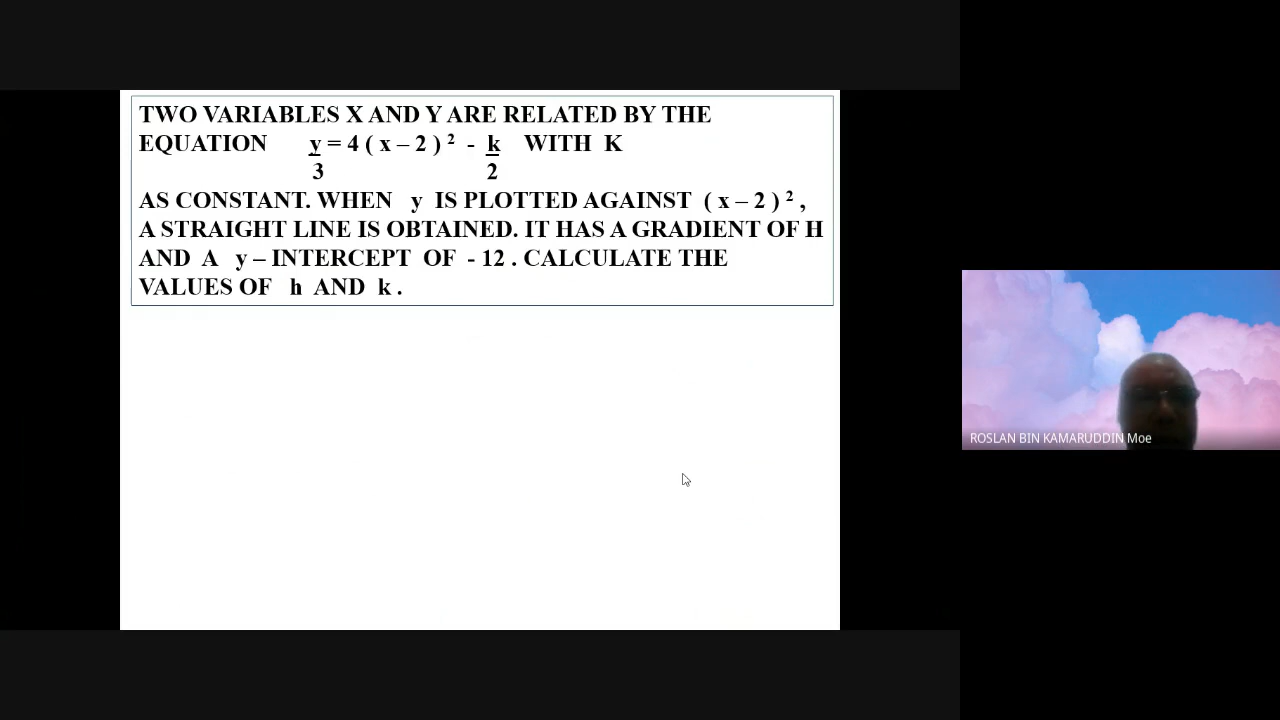 TWO VARIABLES X AND Y ARE RELATED BY THE
EQUATION y = 4 ( x – 2 ) ² - k WITH K
3 2
AS CONSTANT. WHEN y IS PLOTTED AGAINST ( x – 2 ) ² ,
A STRAIGHT LINE IS OBTAINED. IT HAS A GRADIENT OF H
AND A y – INTERCEPT OF - 12 . CALCULATE THE
VALUES OF h AND k .
ROSLAN BIN KAMARUDDIN Moe